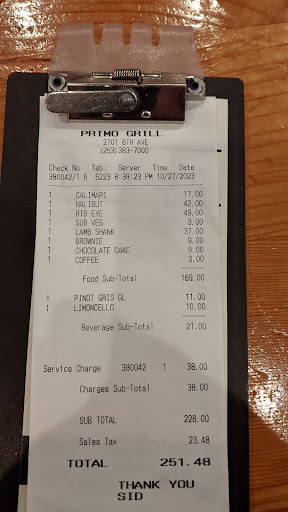 PRIMO GRILL
2701 6TH AVE
(253)383-7000
Check No Tab Server Time Date
380042/1 6 5223 8:38:23 PM 10/27/2023
1 CALIMARI 17.00
1 HALIBUT 42.00
1 RIB EYE 49.00
1 SUB VEG 3.00
1 LAMB SHANK 37.00
1 BROWNIE 9.00
1 CHOCOLATE CAKE 9.00
1 COFFEE 3.00
Food Sub-Total 169.00
1 PINOT GRIS GL 11.00
1 LIMONCELLO 10.00
Beverage Sub-Total 21.00
Service Charge 380042 1 38.00
Charges Sub-Total 38.00
SUB TOTAL 228.00
Sales Tax 23.48
TOTAL 251.48
THANK YOU
SID